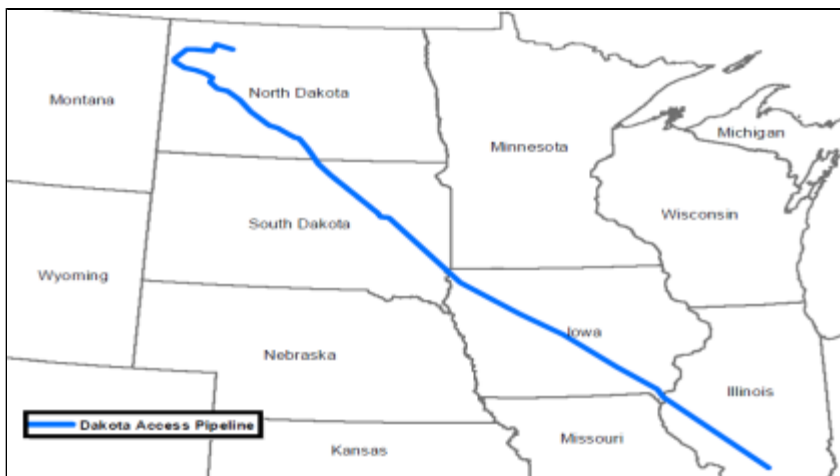 Montana
North Dakota
Minnesota
Michigan
Wisconsin
South Dakota
Wyoming
Iowa
Nebraska
Illinois
Dakota Access Pipeline
Missouri
Kansas